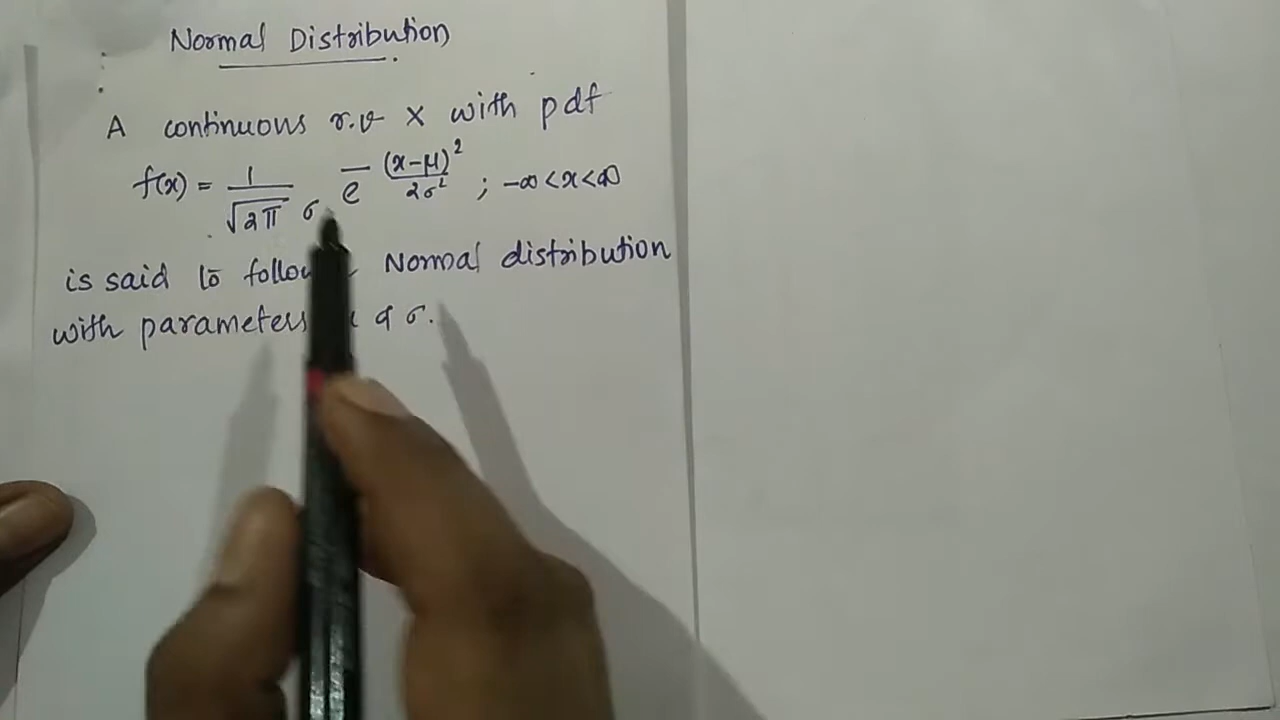 Normal Distribution
A continuous r.v X with pdf
f(x) = 1/√2π σ e^-(x-μ)²/2σ² ; -∞<x<∞
is said to follow Normal distribution
with parameters & σ.